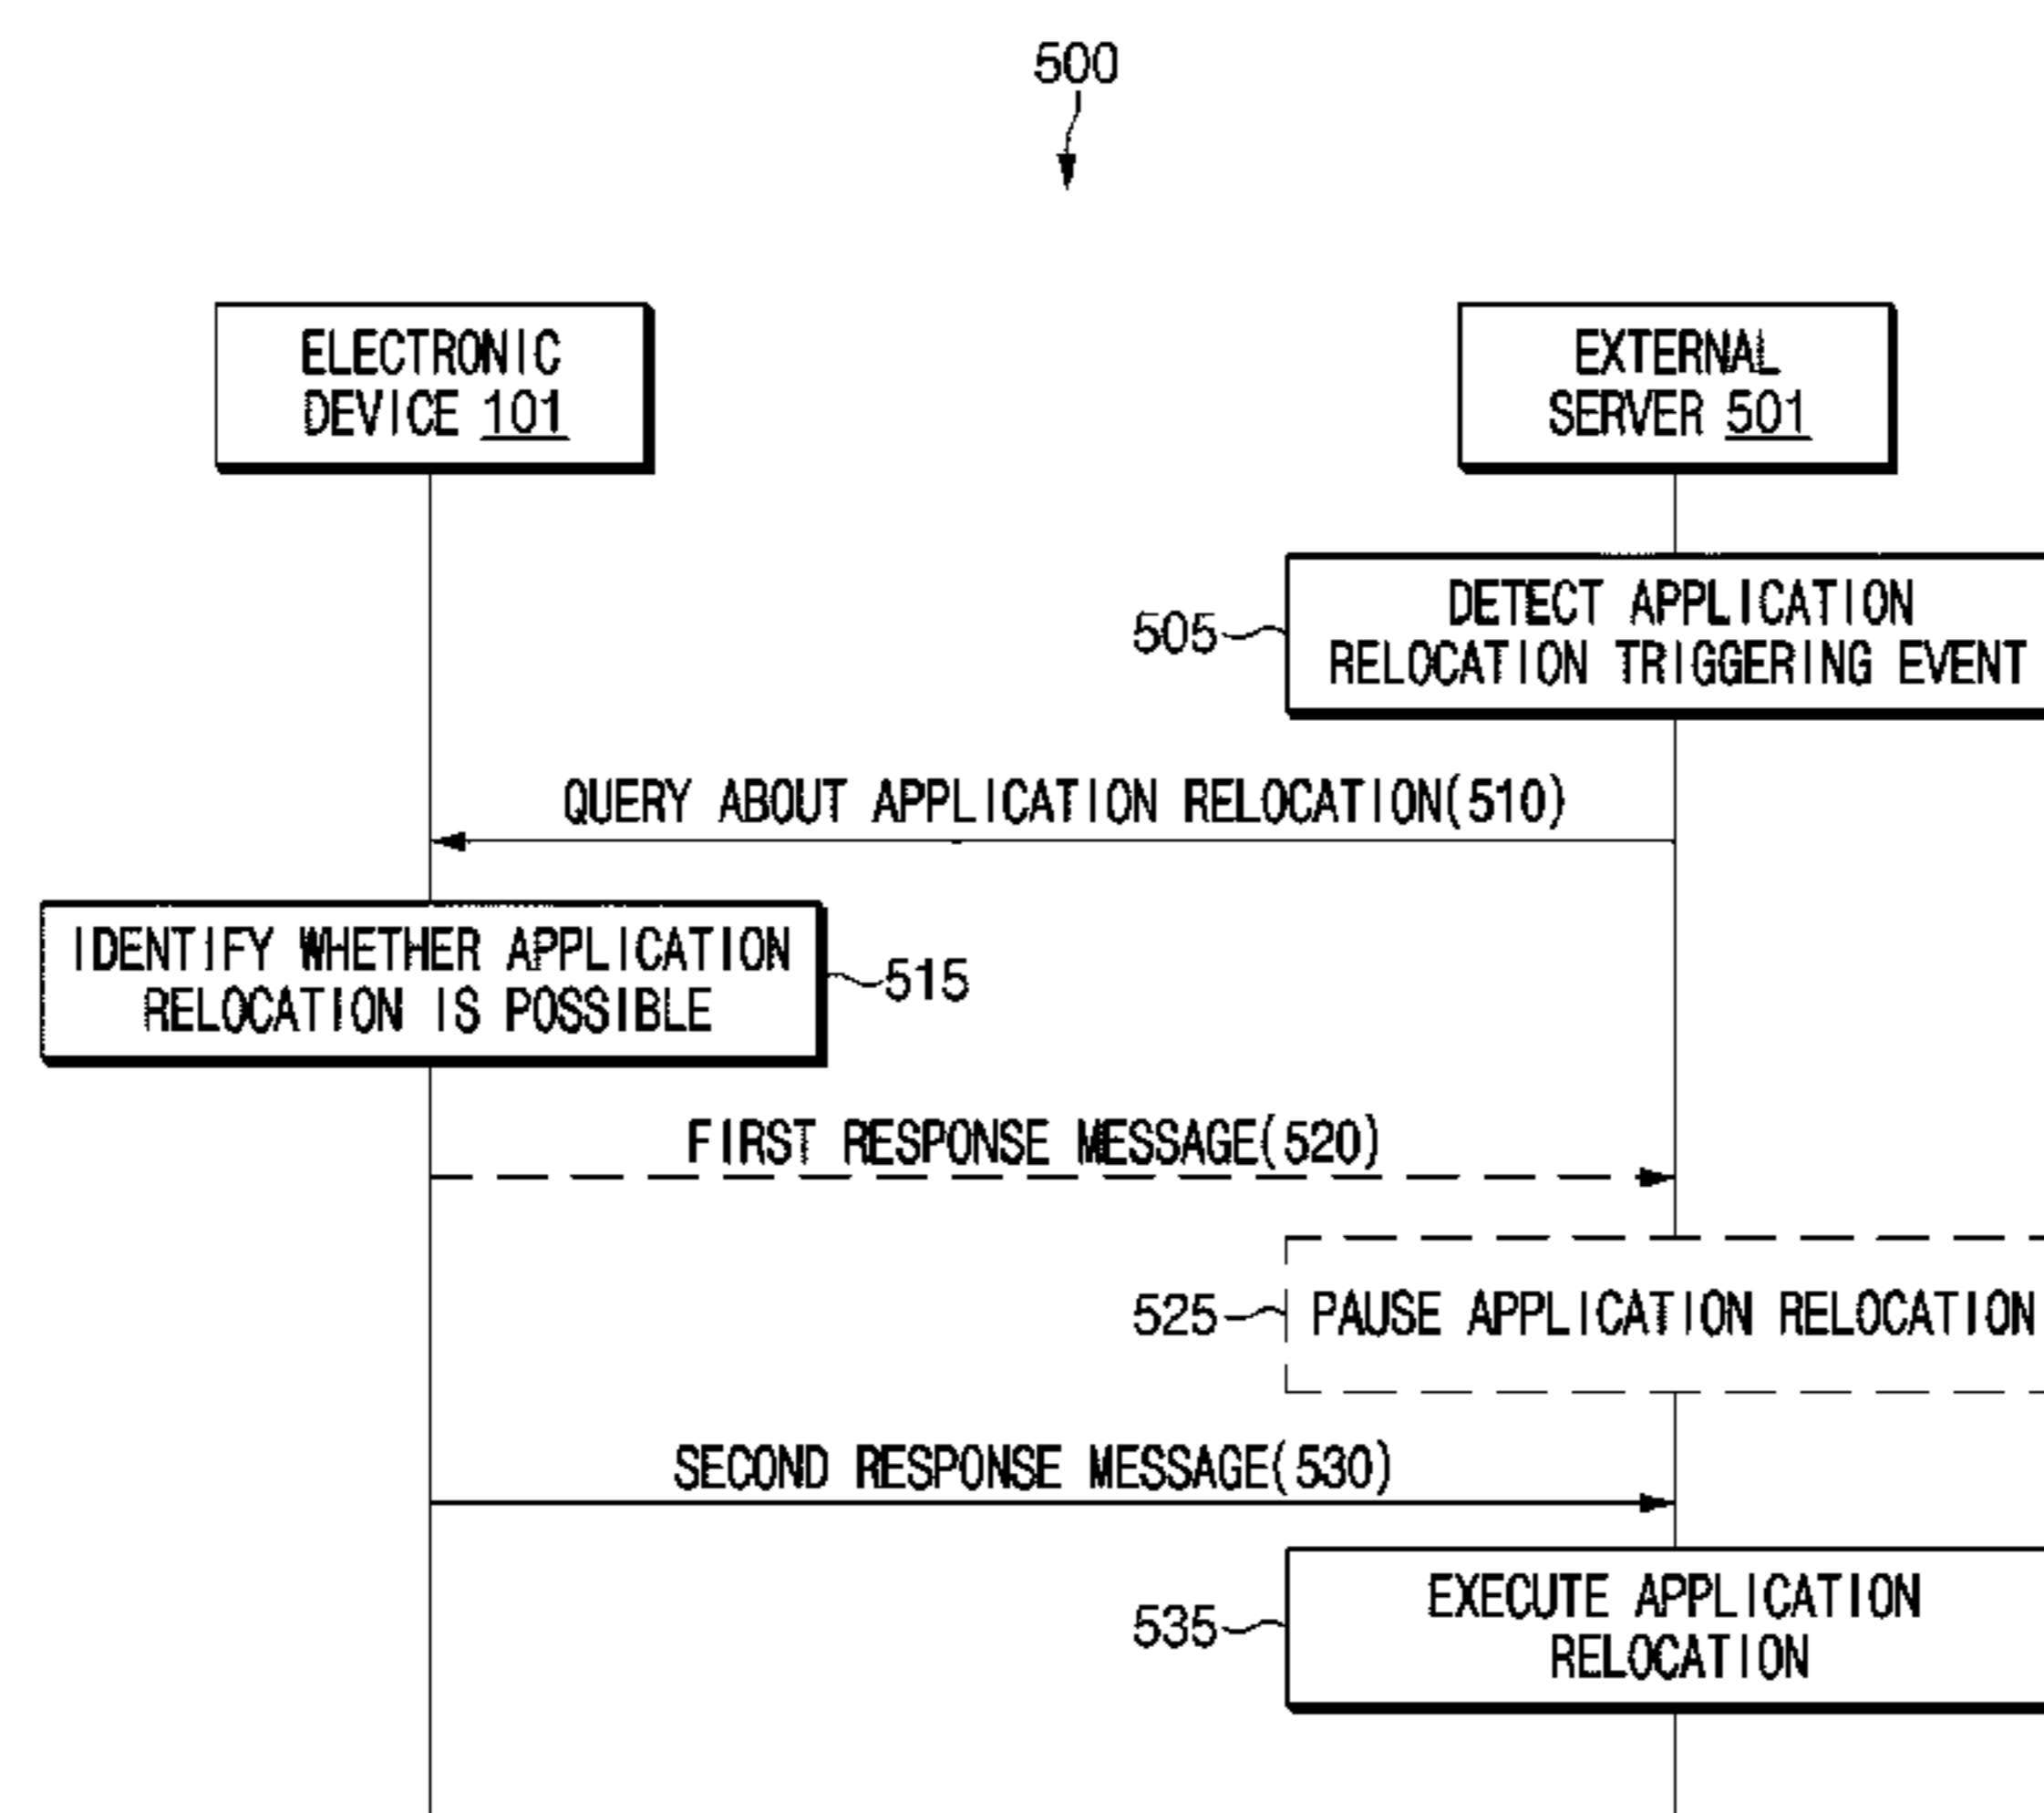 500
ELECTRONIC
DEVICE 101
EXTERNAL
SERVER 501
505
DETECT APPLICATION
RELOCATION TRIGGERING EVENT
QUERY ABOUT APPLICATION RELOCATION(510)
IDENTIFY WHETHER APPLICATION
RELOCATION IS POSSIBLE
515
FIRST RESPONSE MESSAGE(520)
525
PAUSE APPLICATION RELOCATION
SECOND RESPONSE MESSAGE(530)
535
EXECUTE APPLICATION
RELOCATION